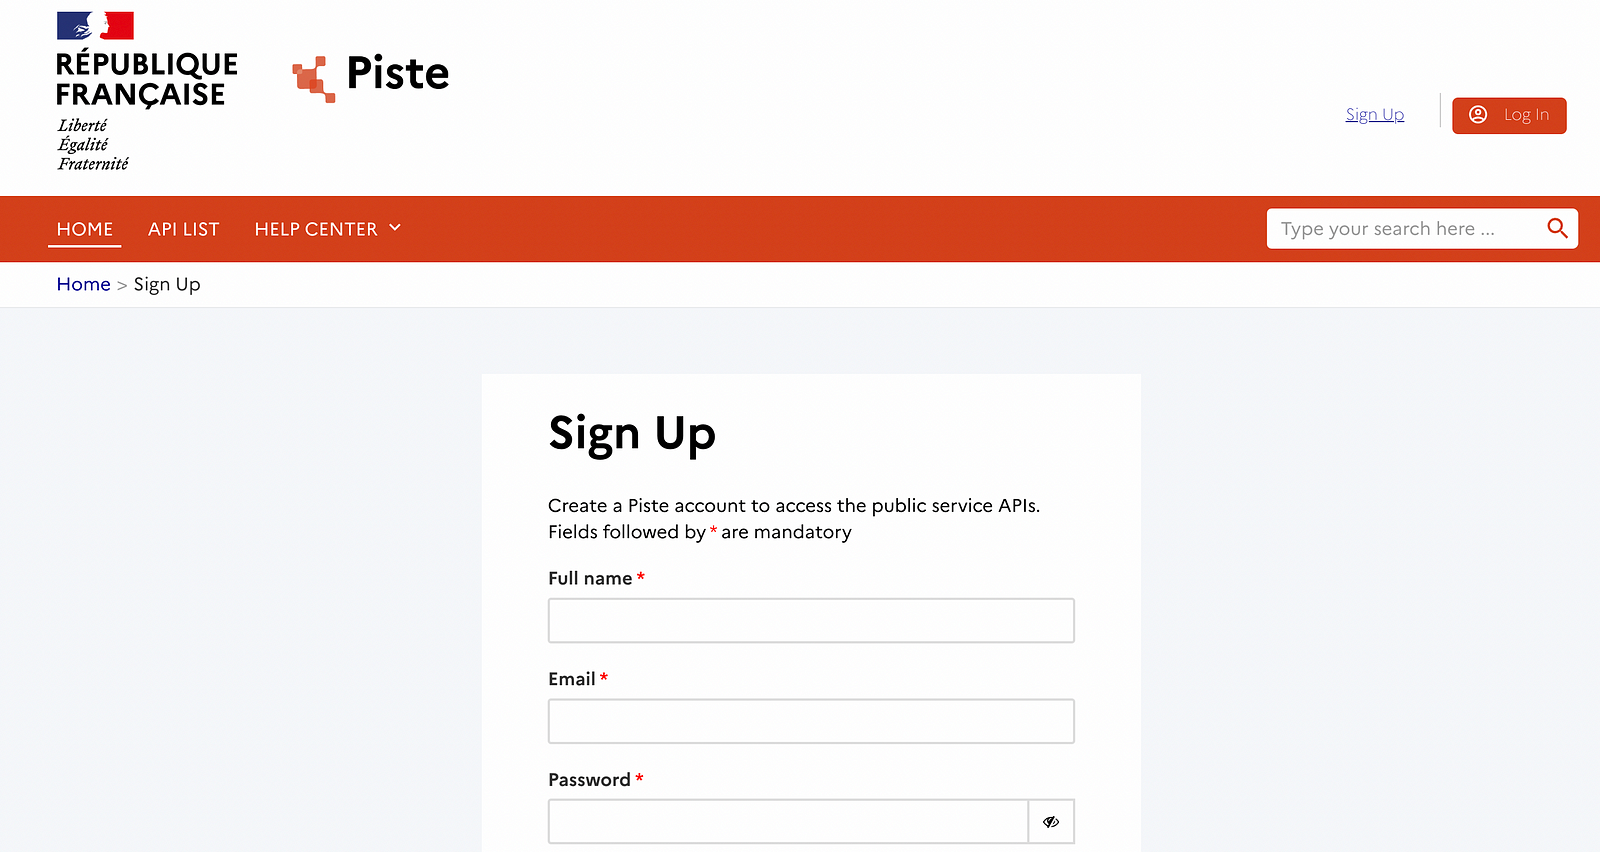 RÉPUBLIQUE
FRANÇAISE
Liberté
Égalité
Fraternité
Piste
Sign Up
Log In
HOME
API LIST
HELP CENTER
Type your search here ...
Home > Sign Up
Sign Up
Create a Piste account to access the public service APIs.
Fields followed by * are mandatory
Full name *
Email *
Password *